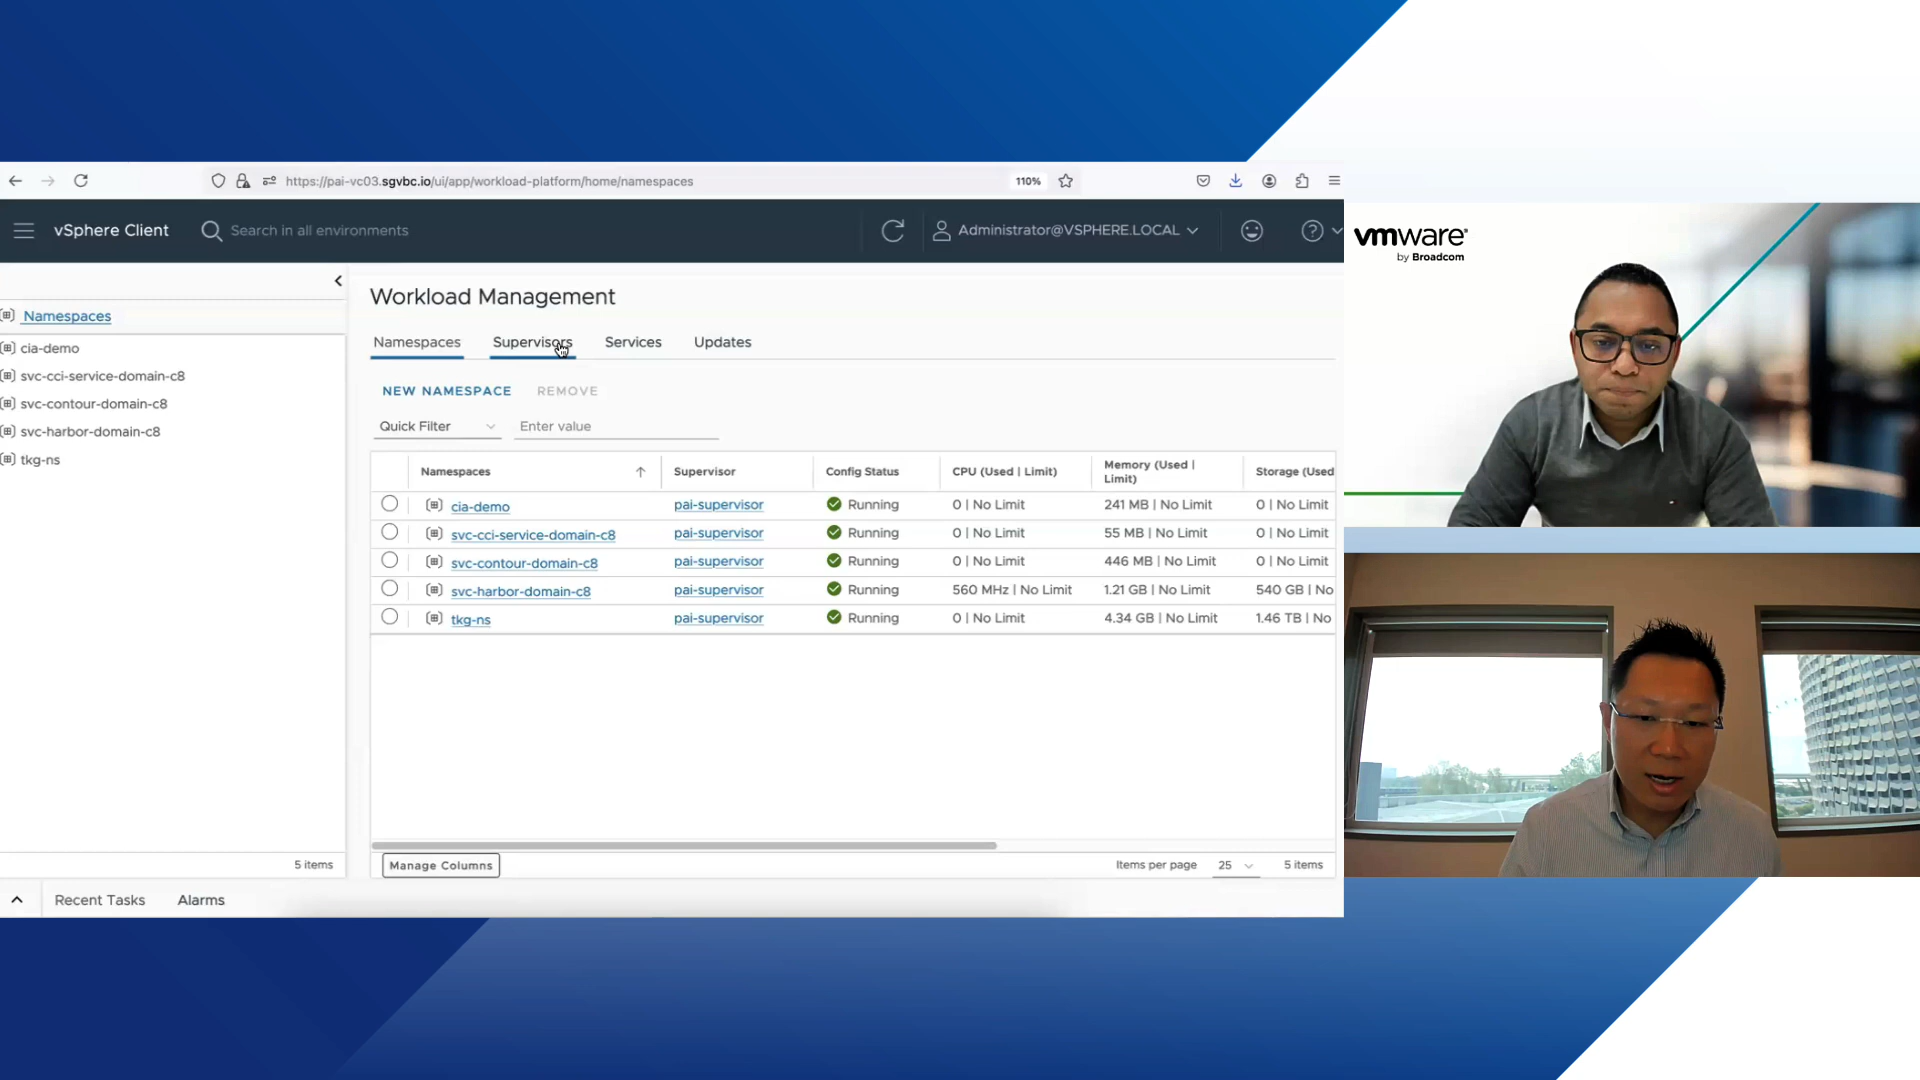 https://pai-vc03.sgvbc.io/ui/app/workload-platform/home/namespaces
110%
vSphere Client
Search in all environments
Administrator@VSPHERE.LOCAL
vmware
by Broadcom
Namespaces
cia-demo
svc-cci-service-domain-c8
svc-contour-domain-c8
svc-harbor-domain-c8
tkg-ns
5 items
Workload Management
Namespaces Supervisors Services Updates
NEW NAMESPACE REMOVE
Quick Filter Enter value
Namespaces Supervisor Config Status CPU (Used | Limit) Memory (Used | Limit) Storage (Used
cia-demo pai-supervisor Running 0 | No Limit 241 MB | No Limit 0 | No Limit
svc-cci-service-domain-c8 pai-supervisor Running 0 | No Limit 55 MB | No Limit 0 | No Limit
svc-contour-domain-c8 pai-supervisor Running 0 | No Limit 446 MB | No Limit 0 | No Limit
svc-harbor-domain-c8 pai-supervisor Running 560 MHz | No Limit 1.21 GB | No Limit 540 GB | No
tkg-ns pai-supervisor Running 0 | No Limit 4.34 GB | No Limit 1.46 TB | No
Manage Columns Items per page 25 5 items
Recent Tasks Alarms